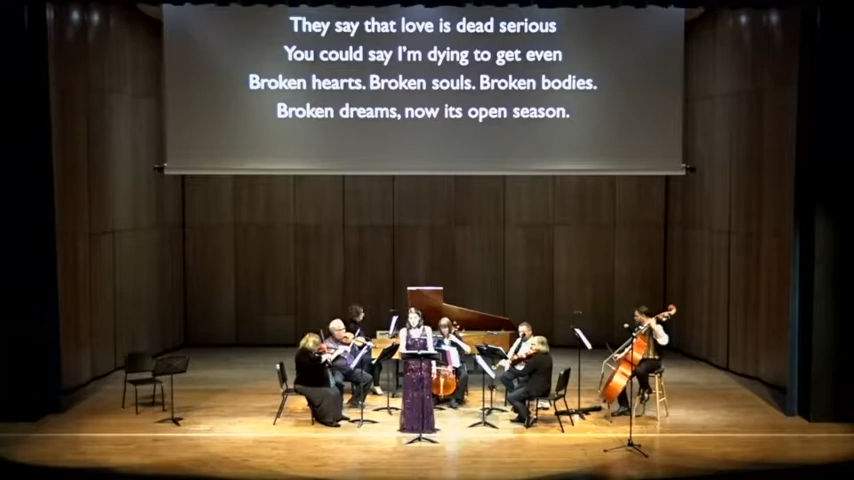 They say that love is dead serious
You could say I'm dying to get even
Broken hearts. Broken souls. Broken bodies.
Broken dreams, now its open season.